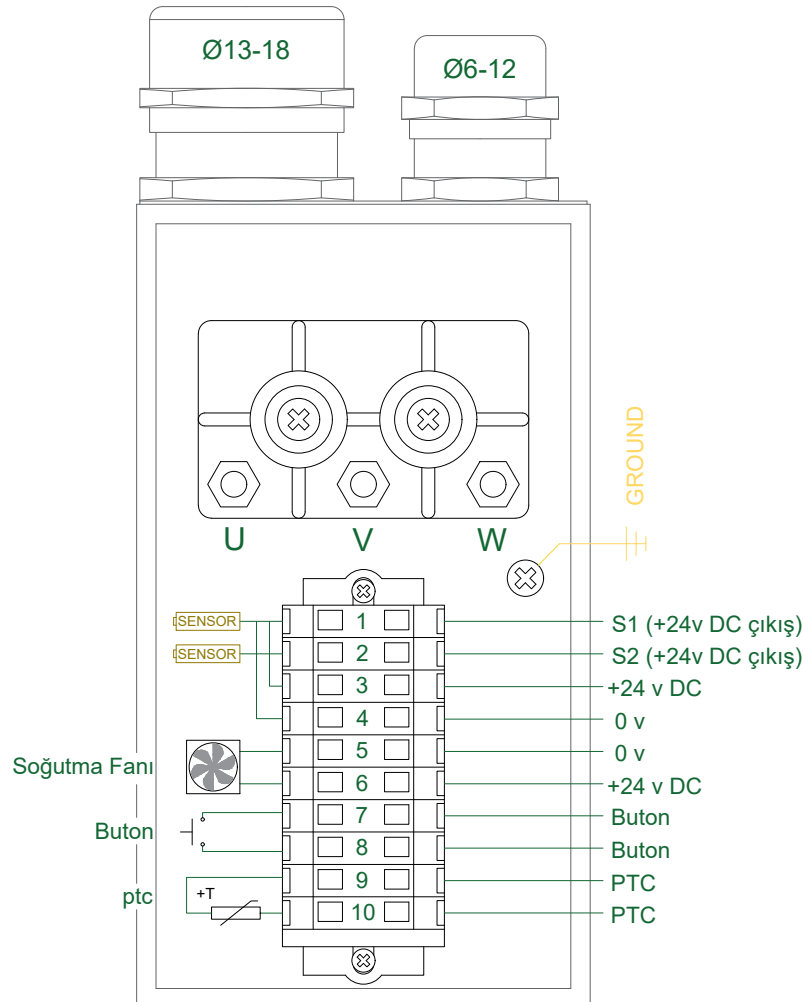 Ø13-18
Ø6-12
GROUND
U V W
SENSOR 1 S1 (+24v DC çıkış)
SENSOR 2 S2 (+24v DC çıkış)
3 +24 v DC
4 0 v
5 0 v
Soğutma Fanı
6 +24 v DC
7 Buton
Buton
8 Buton
9 PTC
ptc
+T
10 PTC